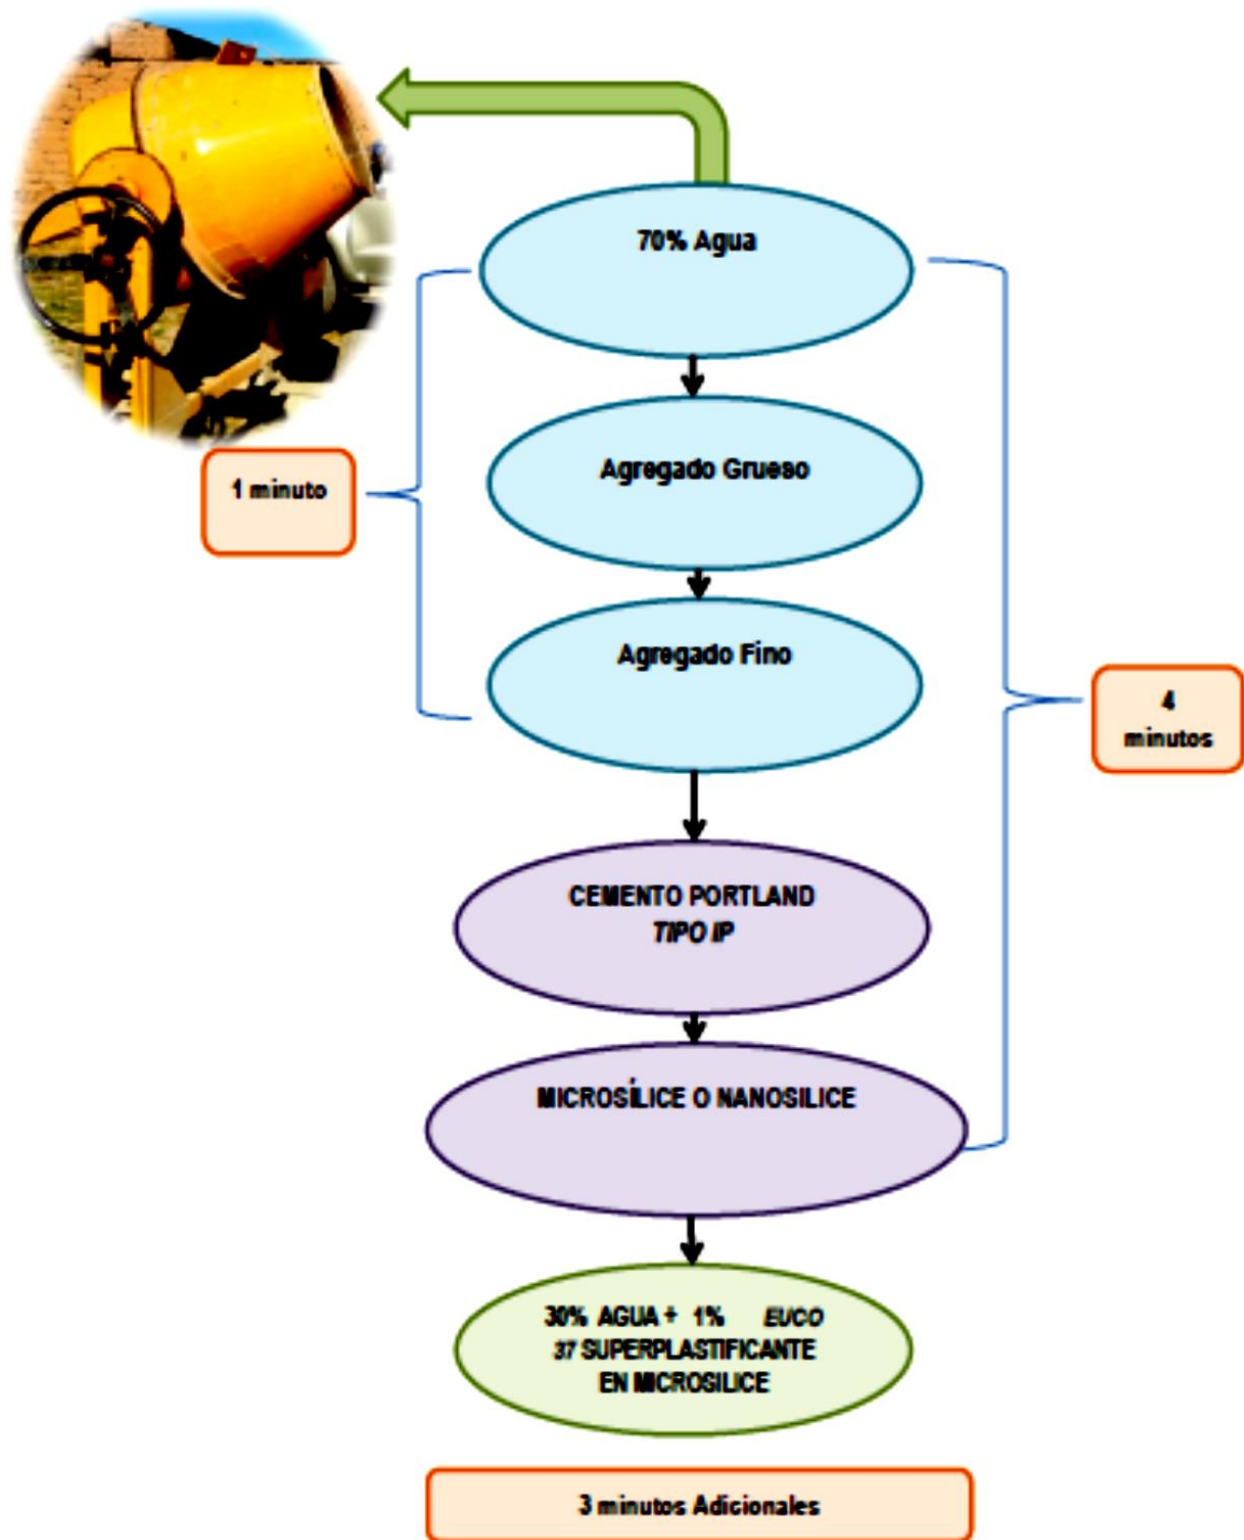 70% Agua
Agregado Grueso
1 minuto
Agregado Fino
4
minutos
CEMENTO PORTLAND
TIPO IP
MICROSÍLICE O NANOSILICE
30% AGUA + 1% EUCO
37 SUPERPLASTIFICANTE
EN MICROSILICE
3 minutos Adicionales